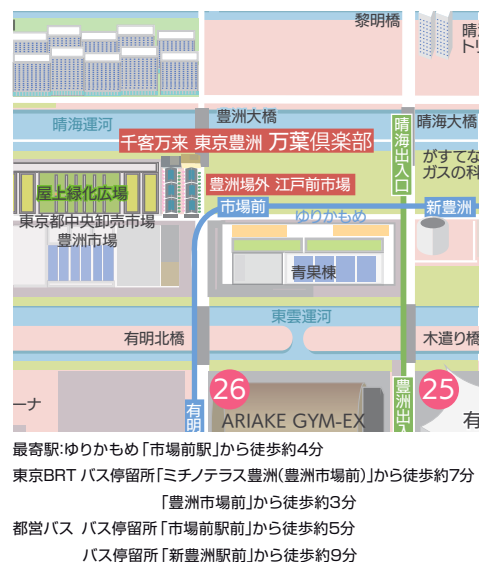 黎明橋
晴海運河
豊洲大橋
晴海大橋
千客万来 東京豊洲 万葉倶楽部
晴海出入口
がすてな
ガスの科
豊洲場外 江戸前市場
屋上緑化広場
市場前
新豊洲
ゆりかもめ
東京都中央卸売市場
豊洲市場
青果棟
東雲運河
有明北橋
木遣り橋
26
25
豊洲出入
有明
ーナ
ARIAKE GYM-EX
有
最寄駅:ゆりかもめ「市場前駅」から徒歩約4分
東京BRT バス停留所「ミチノテラス豊洲(豊洲市場前)」から徒歩約7分
「豊洲市場前」から徒歩約3分
都営バス バス停留所「市場前駅前」から徒歩約5分
バス停留所「新豊洲駅前」から徒歩約9分